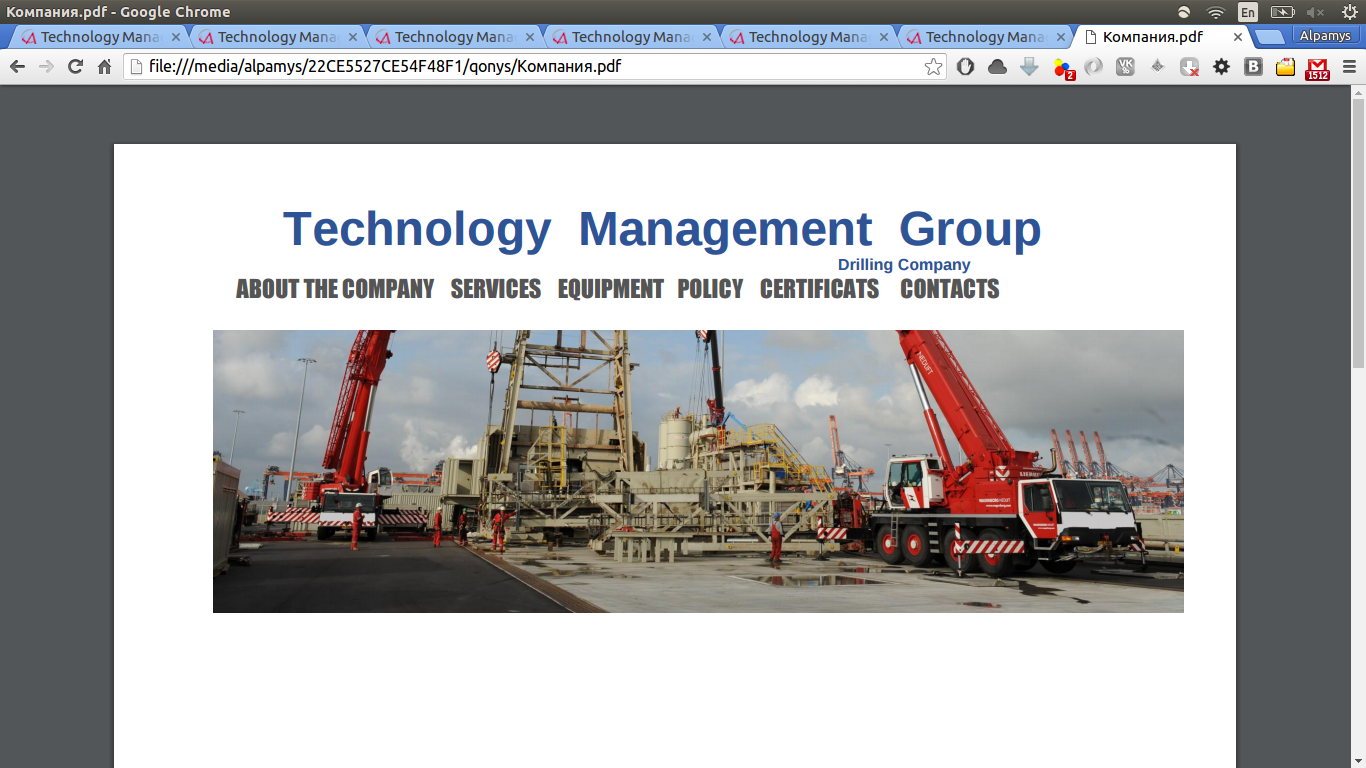 Компания.pdf - Google Chrome
En
Technology Mana
Technology Mana
Technology Mana
Technology Mana
Technology Mana
Technology Mana
Компания.pdf
Alpamys
file:///media/alpamys/22CE5527CE54F48F1/qonys/Компания.pdf
2
VK
B
1512
Technology Management Group
Drilling Company
ABOUT THE COMPANY SERVICES EQUIPMENT POLICY CERTIFICATS CONTACTS